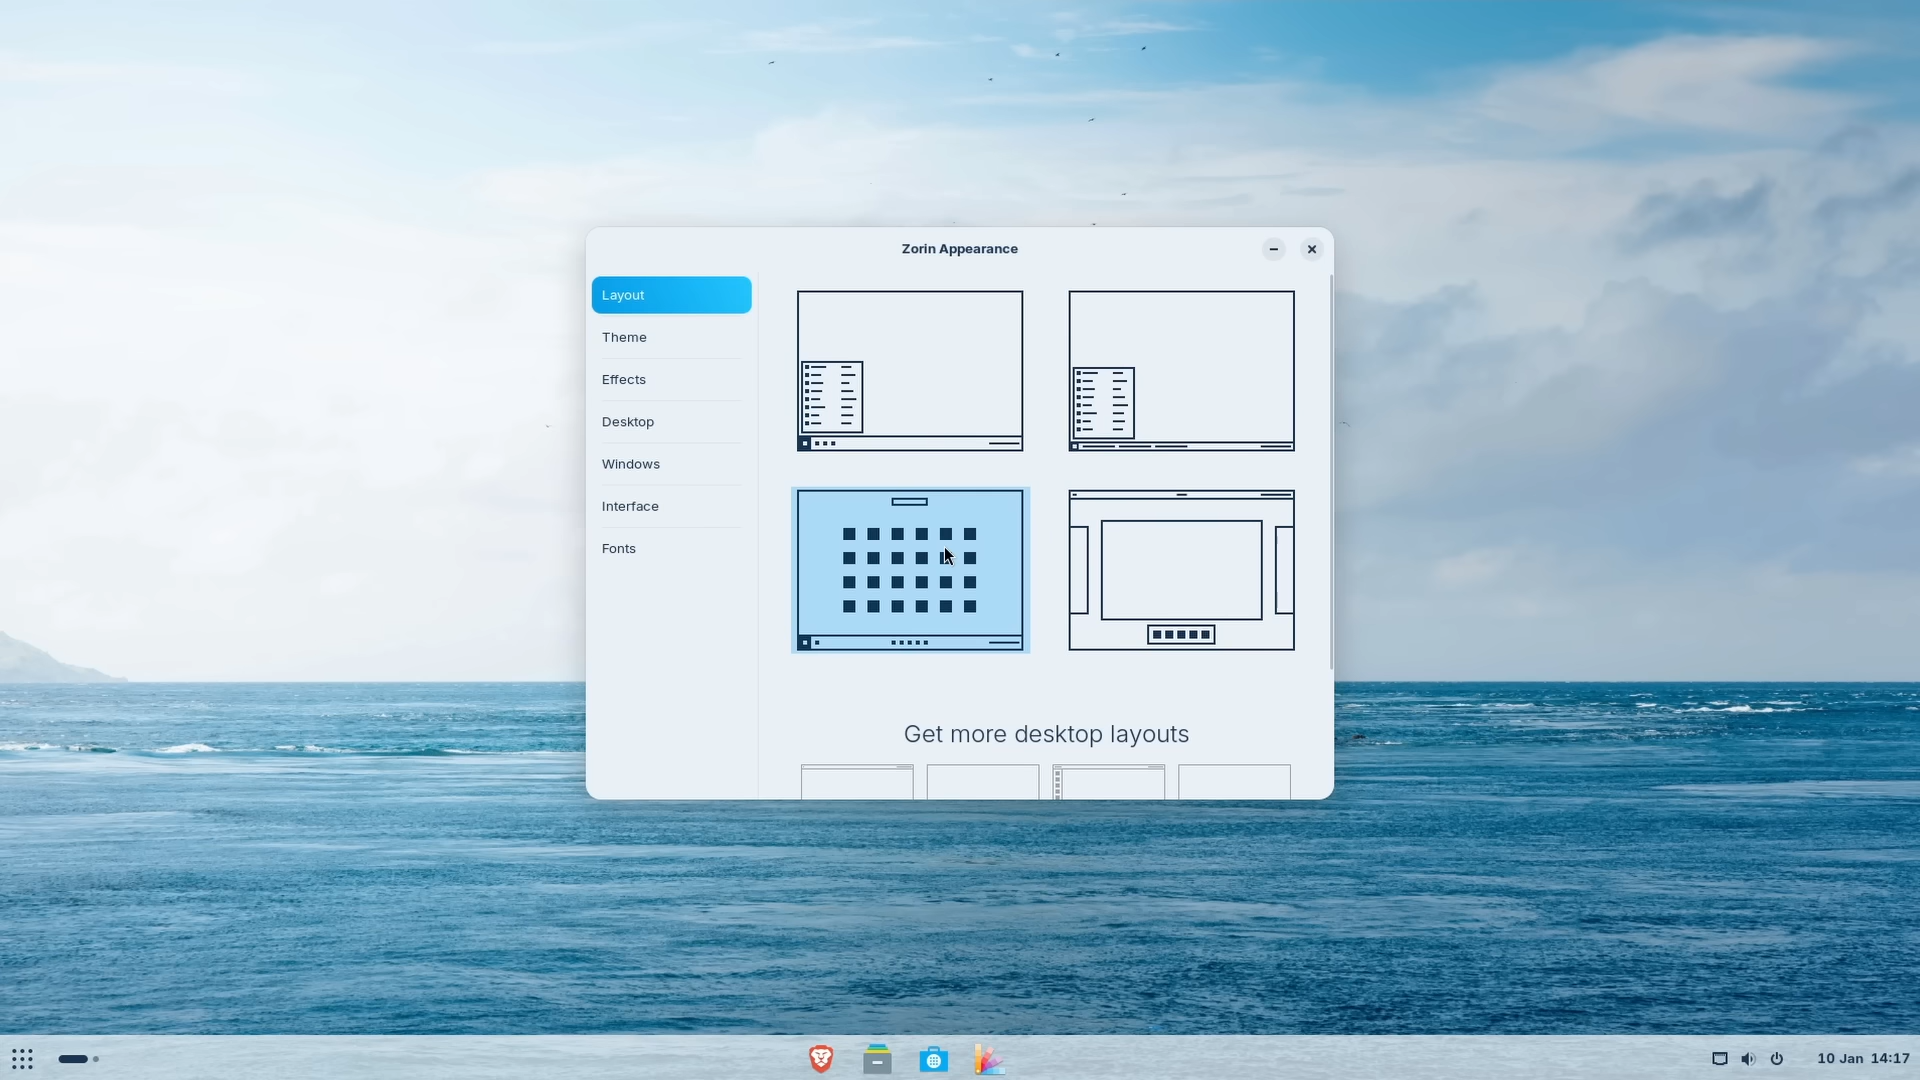 Zorin Appearance
Layout
Theme
Effects
Desktop
Windows
Interface
Fonts
Get more desktop layouts
10 Jan 14:17